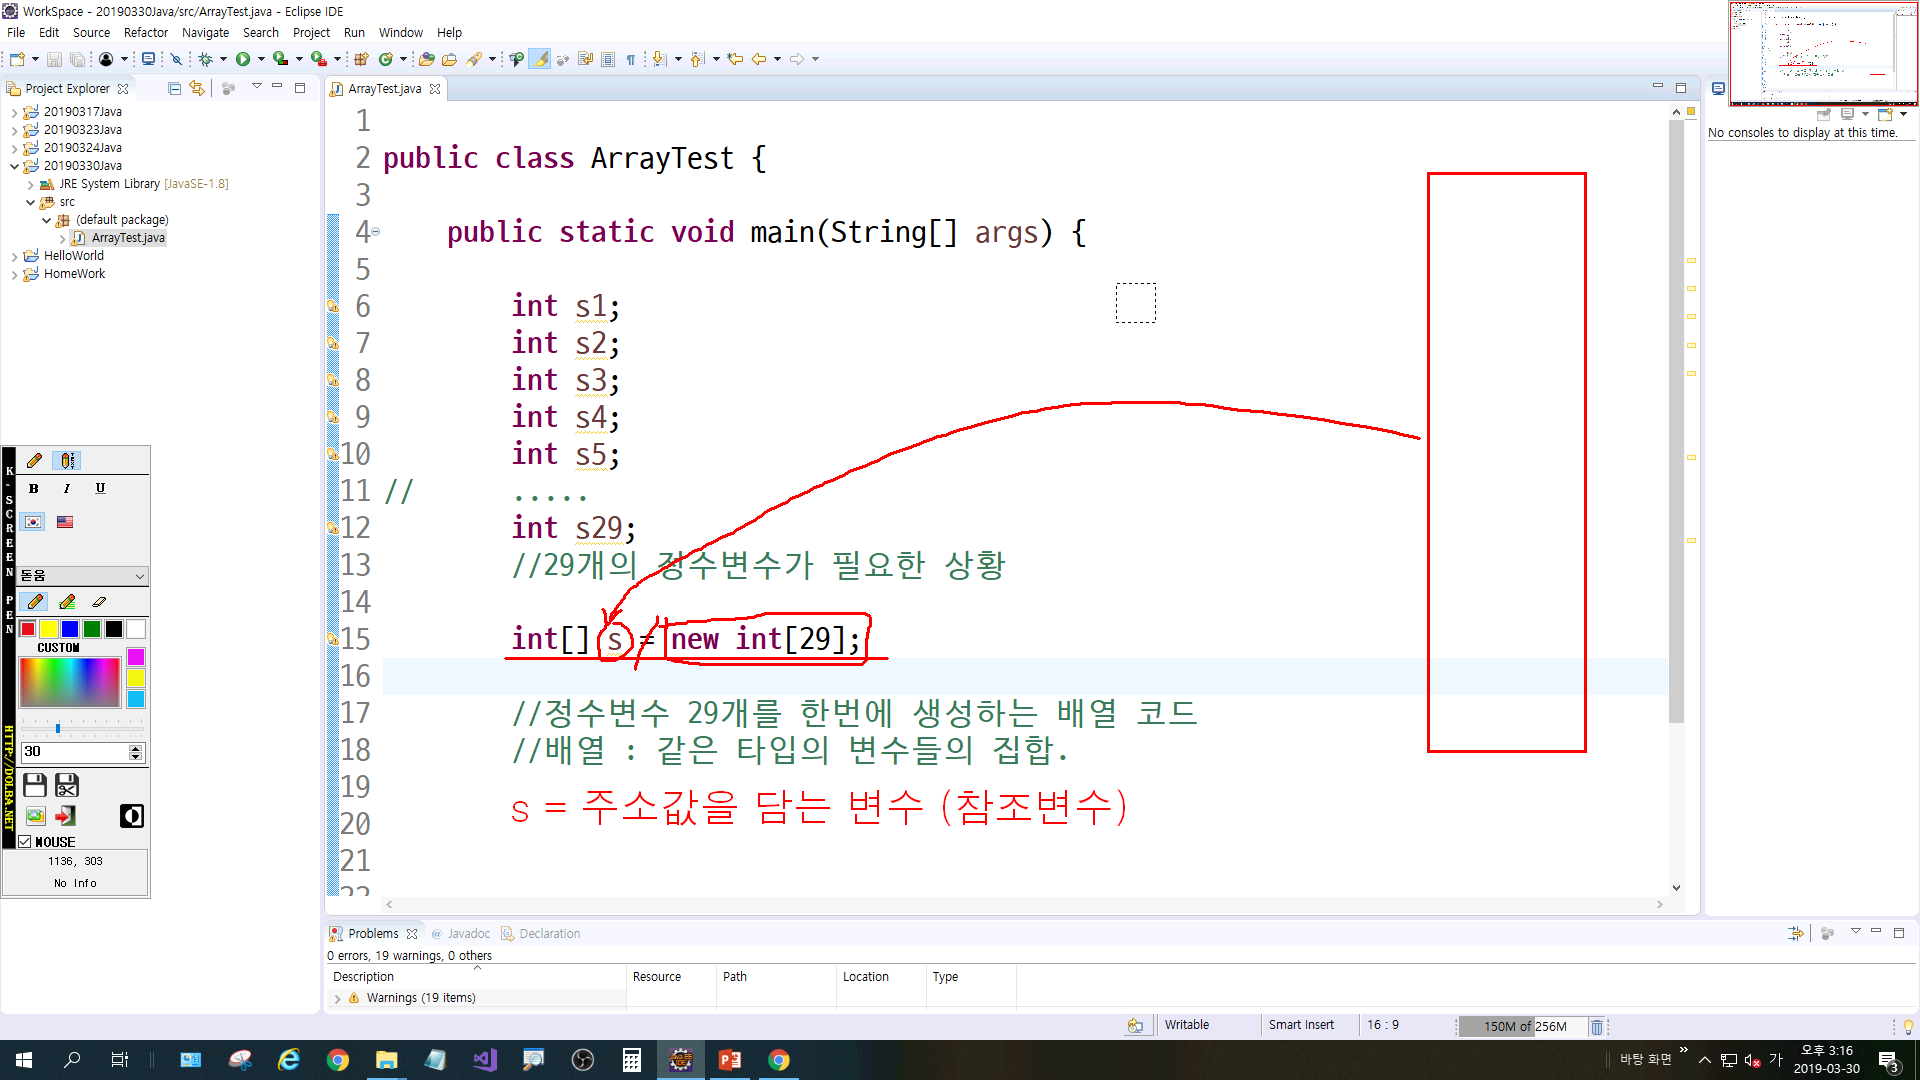 WorkSpace - 20190330Java/src/ArrayTest.java - Eclipse IDE
File Edit Source Refactor Navigate Search Project Run Window Help
Project Explorer
20190317Java
20190323Java
20190324Java
20190330Java
JRE System Library [JavaSE-1.8]
src
(default package)
ArrayTest.java
HelloWorld
HomeWork
ArrayTest.java
1
2 public class ArrayTest {
3
4 public static void main(String[] args) {
5
6 int s1;
7 int s2;
8 int s3;
9 int s4;
10 int s5;
11 // .....
12 int s29;
13 //29개의 정수변수가 필요한 상황
14
15 int[] s = new int[29];
16
17 //정수변수 29개를 한번에 생성하는 배열 코드
18 //배열 : 같은 타입의 변수들의 집합.
19
s = 주소값을 담는 변수 (참조변수)
20
21
22
No consoles to display at this time.
K-SCREEN PEN
HTTP://DOLBA.NET
B I U
돋움
CUSTOM
30
MOUSE
1136, 303
No Info
Problems Javadoc Declaration
0 errors, 19 warnings, 0 others
Description Resource Path Location Type
Warnings (19 items)
Writable Smart Insert 16 : 9 150M of 256M
바탕 화면 가 오후 3:16
2019-03-30
3